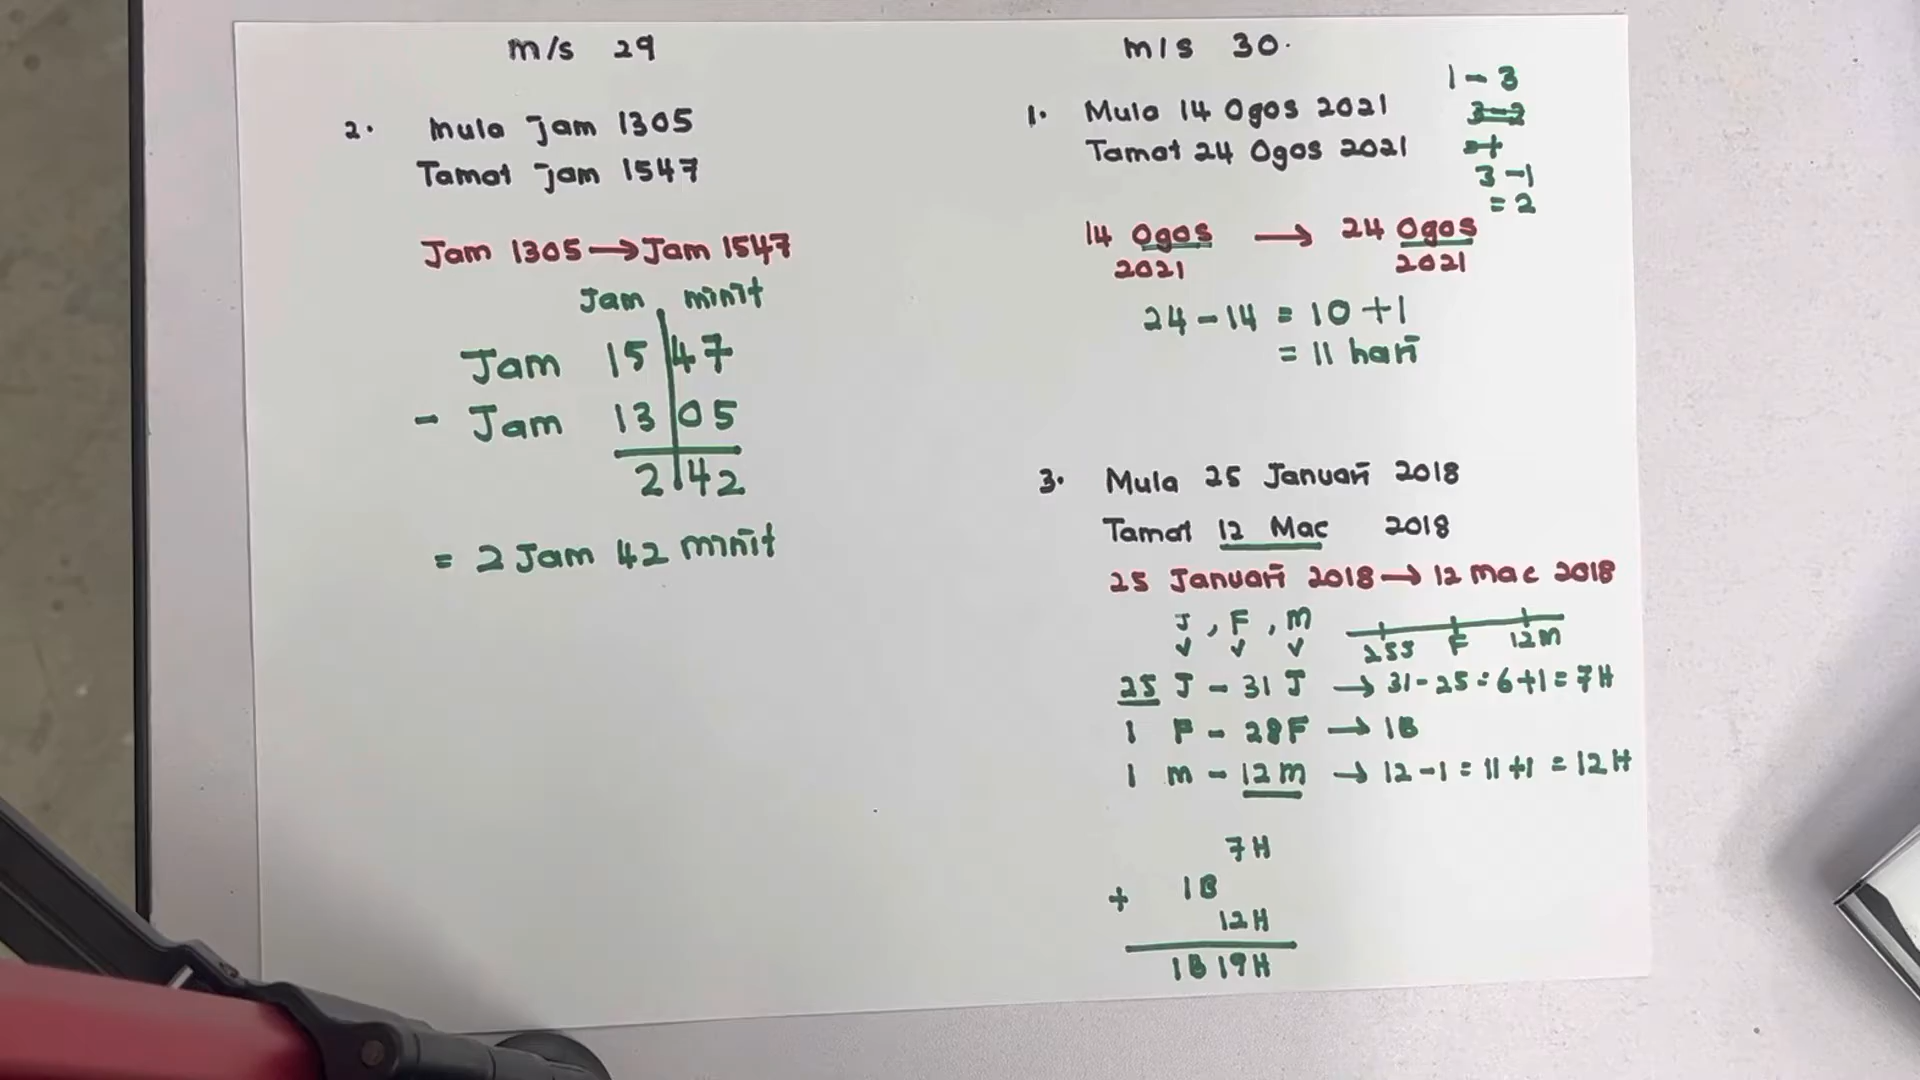 m/s 29
2. Mula jam 1305
Tamat jam 1547
Jam 1305 → Jam 1547
Jam minit
Jam 15 47
- Jam 13 05
2 42
= 2 Jam 42 minit
m/s 30.
1. Mula 14 Ogos 2021
Tamat 24 Ogos 2021
1 - 3
3-2
3 - 1
= 2
14 Ogos → 24 Ogos
2021 2021
24 - 14 = 10 + 1
= 11 hari
3. Mula 25 Januari 2018
Tamat 12 Mac 2018
25 Januari 2018 → 12 Mac 2018
J, F, M
25J F 12M
25 J - 31 J → 31 - 25 = 6 + 1 = 7H
1 F - 28F → 1B
1 M - 12M → 12 - 1 = 11 + 1 = 12H
7H
+ 1B
12H
1B 19H